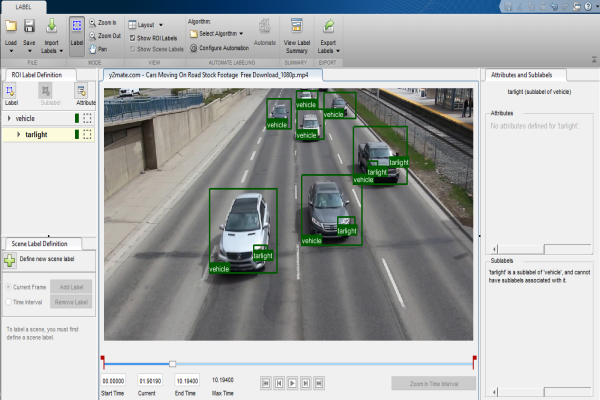 LABEL
Load
Save
Import
Labels
Label
Zoom In
Zoom Out
Pan
Layout
Show ROI Labels
Show Scene Labels
Algorithm:
Select Algorithm
Configure Automation
Automate
View Label
Summary
Export
Labels
FILE
MODE
VIEW
AUTOMATE LABELING
SUMMARY
EXPORT
ROI Label Definition
y2mate.com - Cars Moving On Road Stock Footage Free Download_1080p.mp4
Attributes and Sublabels
Label
Sublabel
Attribute
vehicle
tarlight
vehicle
vehicle
vehicle
vehicle
tarlight
tarlight
vehicle
tarlight
vehicle
tarlight
vehicle
tarlight (sublabel of vehicle)
Attributes
No attributes defined for 'tarlight'.
Sublabels
'tarlight' is a sublabel of 'vehicle', and cannot
have sublabels associated with it.
Scene Label Definition
Define new scene label
Current Frame
Add Label
Time Interval
Remove Label
To label a scene, you must first
define a scene label.
00.00000
01.90190
10.19400
10.19400
Start Time
Current
End Time
Max Time
Zoom In Time Interval